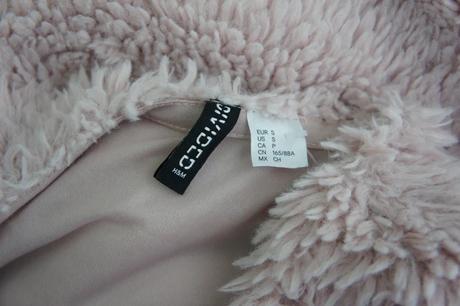 DIVIDED
H&M
EUR S
US S
CA P
CN 165/88A
MX CH